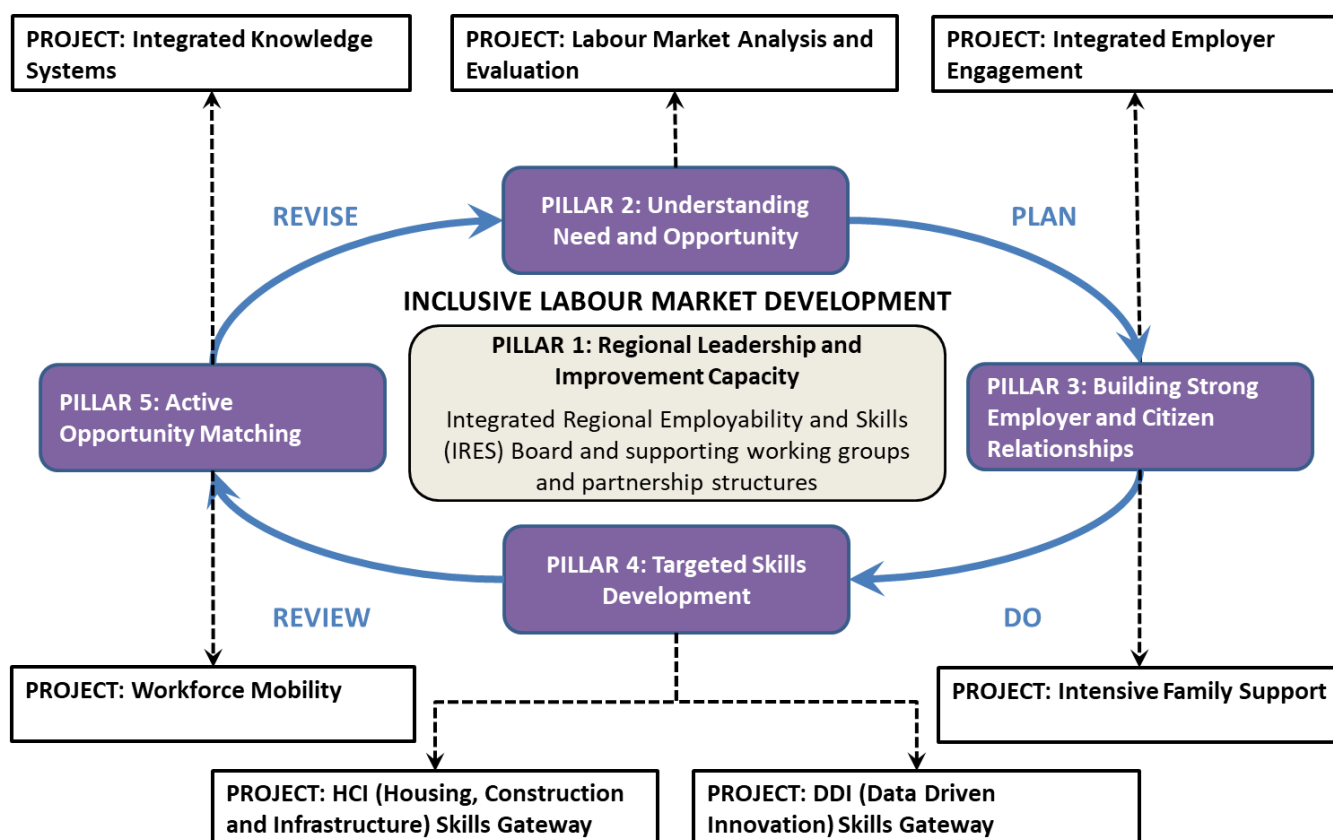 PROJECT: Integrated Knowledge
Systems
PROJECT: Labour Market Analysis and
Evaluation
PROJECT: Integrated Employer
Engagement
REVISE
PILLAR 2: Understanding
Need and Opportunity
PLAN
INCLUSIVE LABOUR MARKET DEVELOPMENT
PILLAR 1: Regional Leadership and
Improvement Capacity
Integrated Regional Employability and Skills
(IRES) Board and supporting working groups
and partnership structures
PILLAR 5: Active
Opportunity Matching
PILLAR 3: Building Strong
Employer and Citizen
Relationships
PILLAR 4: Targeted Skills
Development
REVIEW
DO
PROJECT: Workforce Mobility
PROJECT: Intensive Family Support
PROJECT: HCI (Housing, Construction
and Infrastructure) Skills Gateway
PROJECT: DDI (Data Driven
Innovation) Skills Gateway